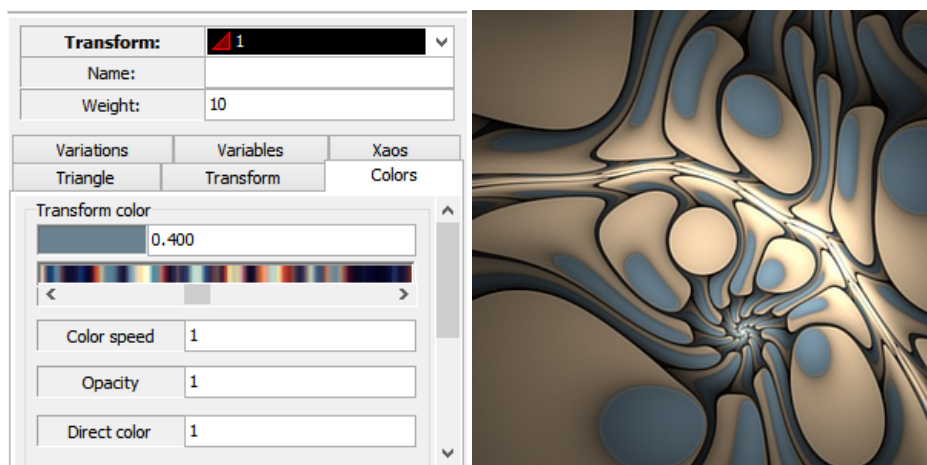 Transform: 1
Name:
Weight: 10
Variations Variables Xaos
Triangle Transform Colors
Transform color
0.400
Color speed 1
Opacity 1
Direct color 1